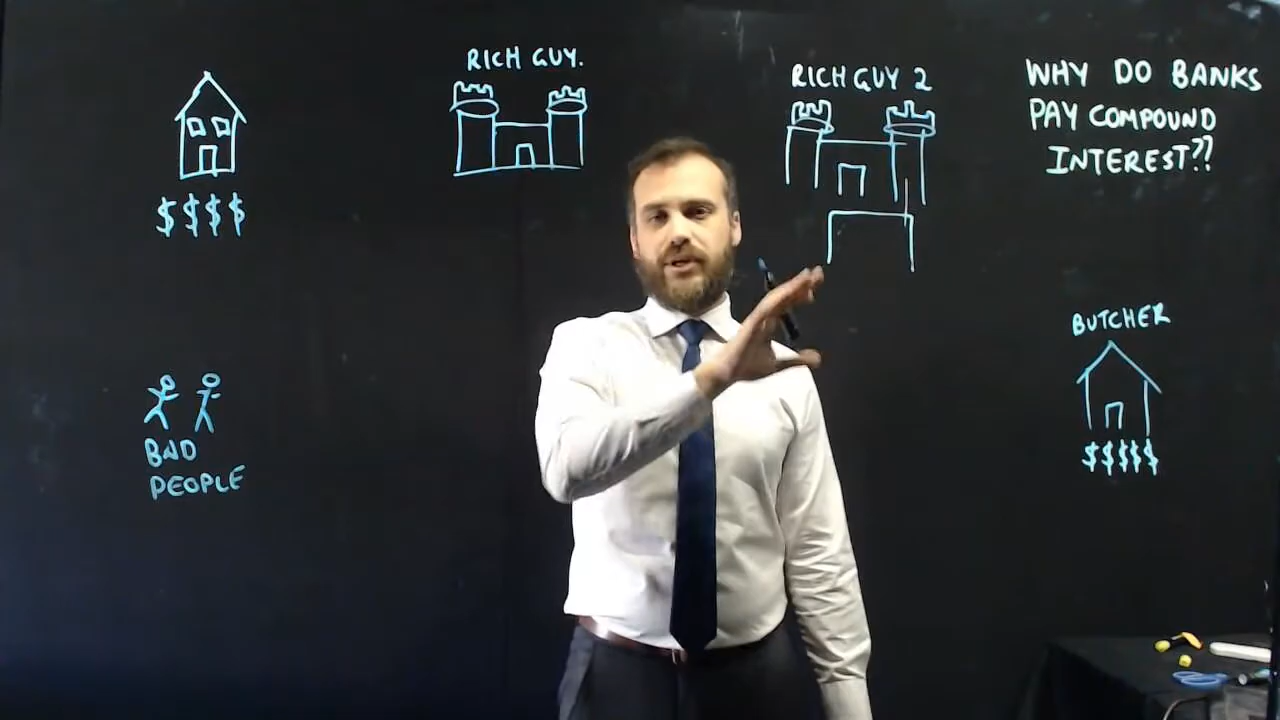 RICH GUY.
RICH GUY 2
WHY DO BANKS
PAY COMPOUND
INTEREST??
$$$$
BUTCHER
$$$$$
BAD
PEOPLE